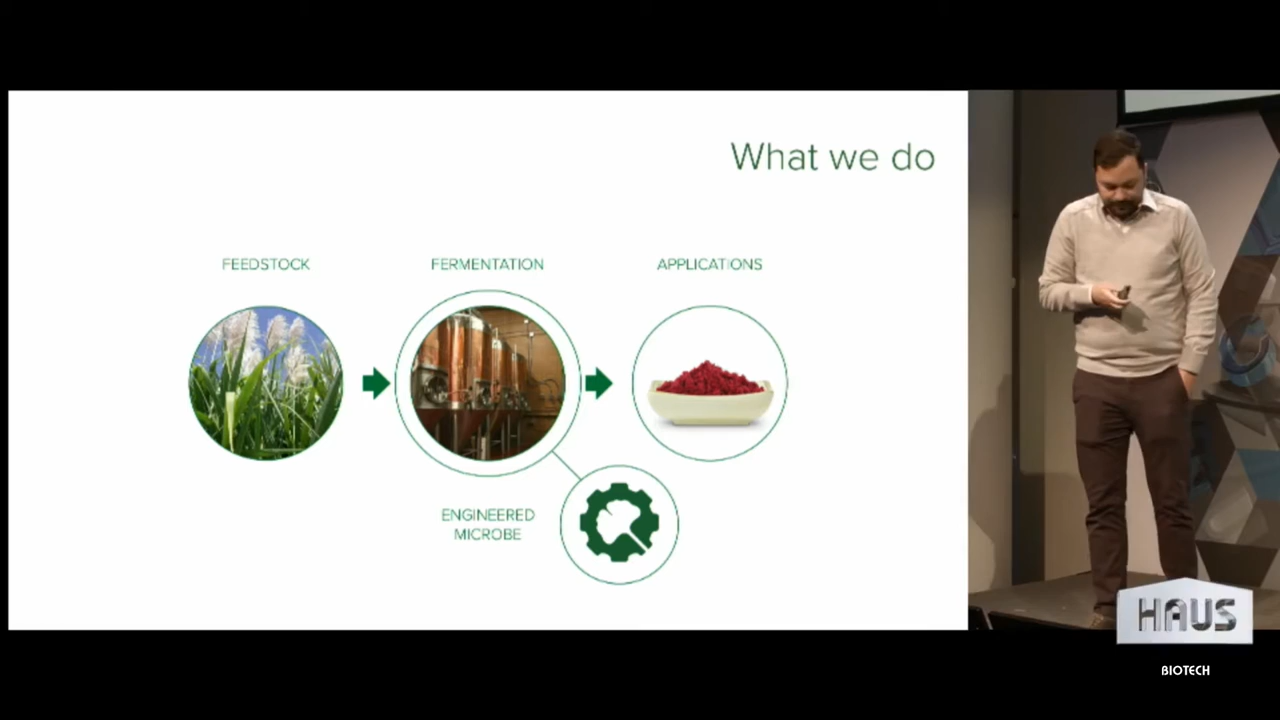 What we do
FEEDSTOCK
FERMENTATION
APPLICATIONS
ENGINEERED
MICROBE
HAUS
BIOTECH